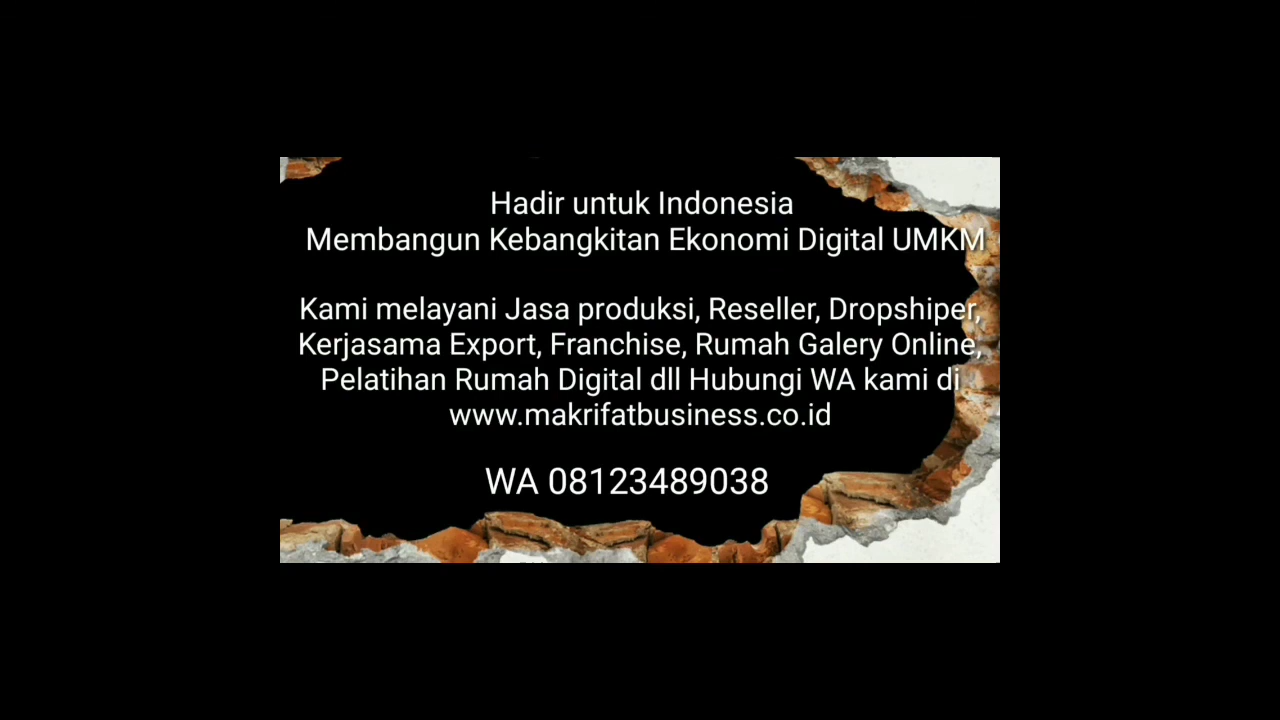 Hadir untuk Indonesia
Membangun Kebangkitan Ekonomi Digital UMKM
Kami melayani Jasa produksi, Reseller, Dropshiper,
Kerjasama Export, Franchise, Rumah Galery Online,
Pelatihan Rumah Digital dll Hubungi WA kami di
www.makrifatbusiness.co.id
WA 08123489038